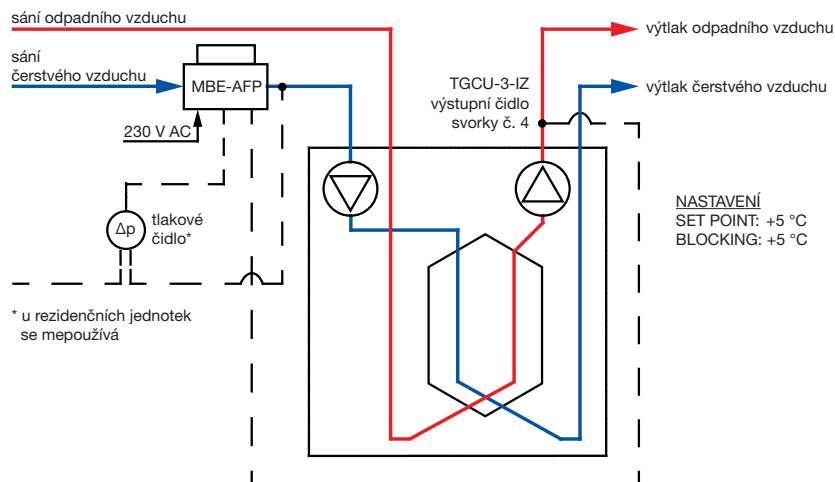 sání odpadního vzduchu
výtlak odpadního vzduchu
sání
čerstvého vzduchu
MBE-AFP
TGCU-3-IZ
výstupní čidlo
svorky č. 4
výtlak čerstvého vzduchu
230 V AC
Δp
tlakové
čidlo*
NASTAVENÍ
SET POINT: +5 °C
BLOCKING: +5 °C
* u rezidenčních jednotek
se mepoužívá